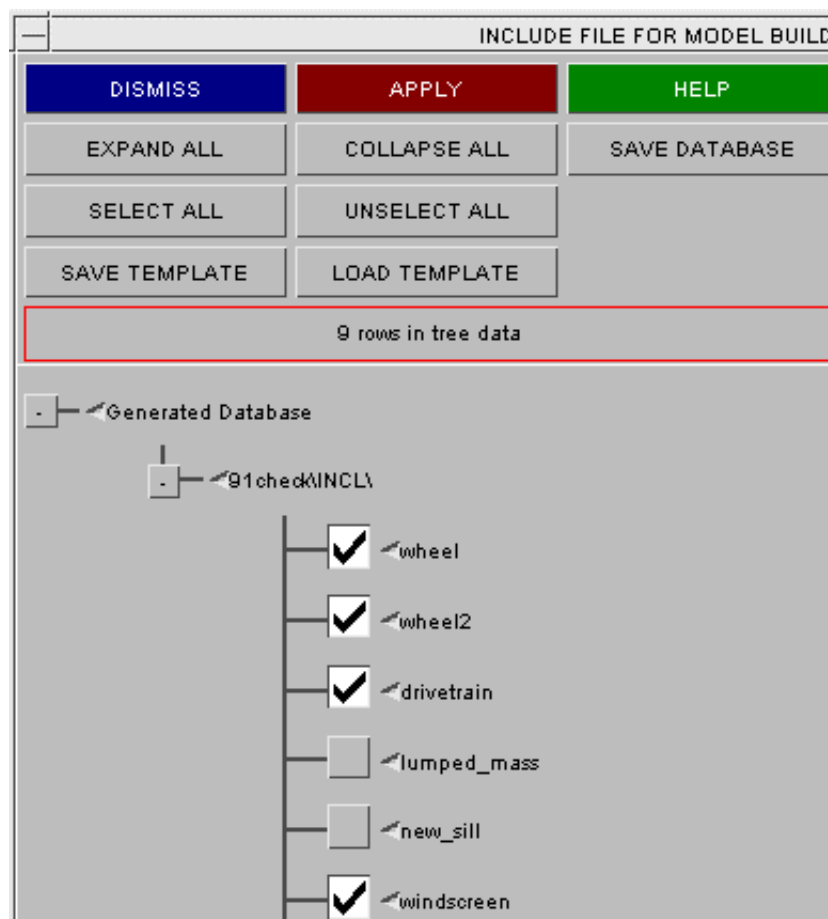 INCLUDE FILE FOR MODEL BUILD
DISMISS APPLY HELP
EXPAND ALL COLLAPSE ALL SAVE DATABASE
SELECT ALL UNSELECT ALL
SAVE TEMPLATE LOAD TEMPLATE
9 rows in tree data
- Generated Database
- 91check\INCL\
wheel
wheel2
drivetrain
lumped_mass
new_sill
windscreen